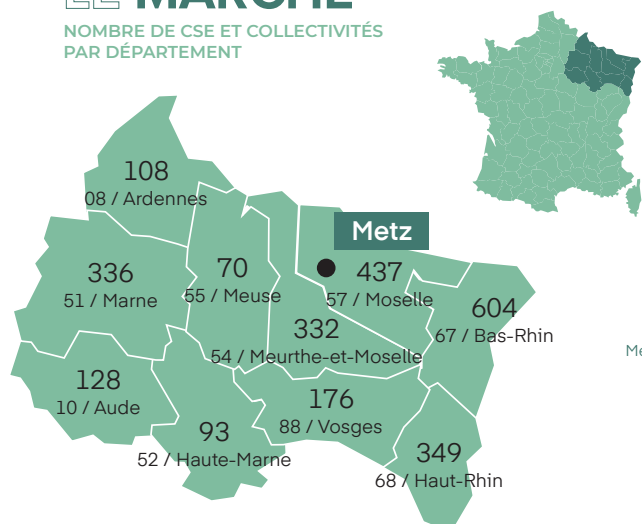 LE MARCHÉ
NOMBRE DE CSE ET COLLECTIVITÉS
PAR DÉPARTEMENT
108
08 / Ardennes
Metz
336
51 / Marne
70
55 / Meuse
437
57 / Moselle
604
67 / Bas-Rhin
332
54 / Meurthe-et-Moselle
128
10 / Aude
176
88 / Vosges
93
52 / Haute-Marne
349
68 / Haut-Rhin